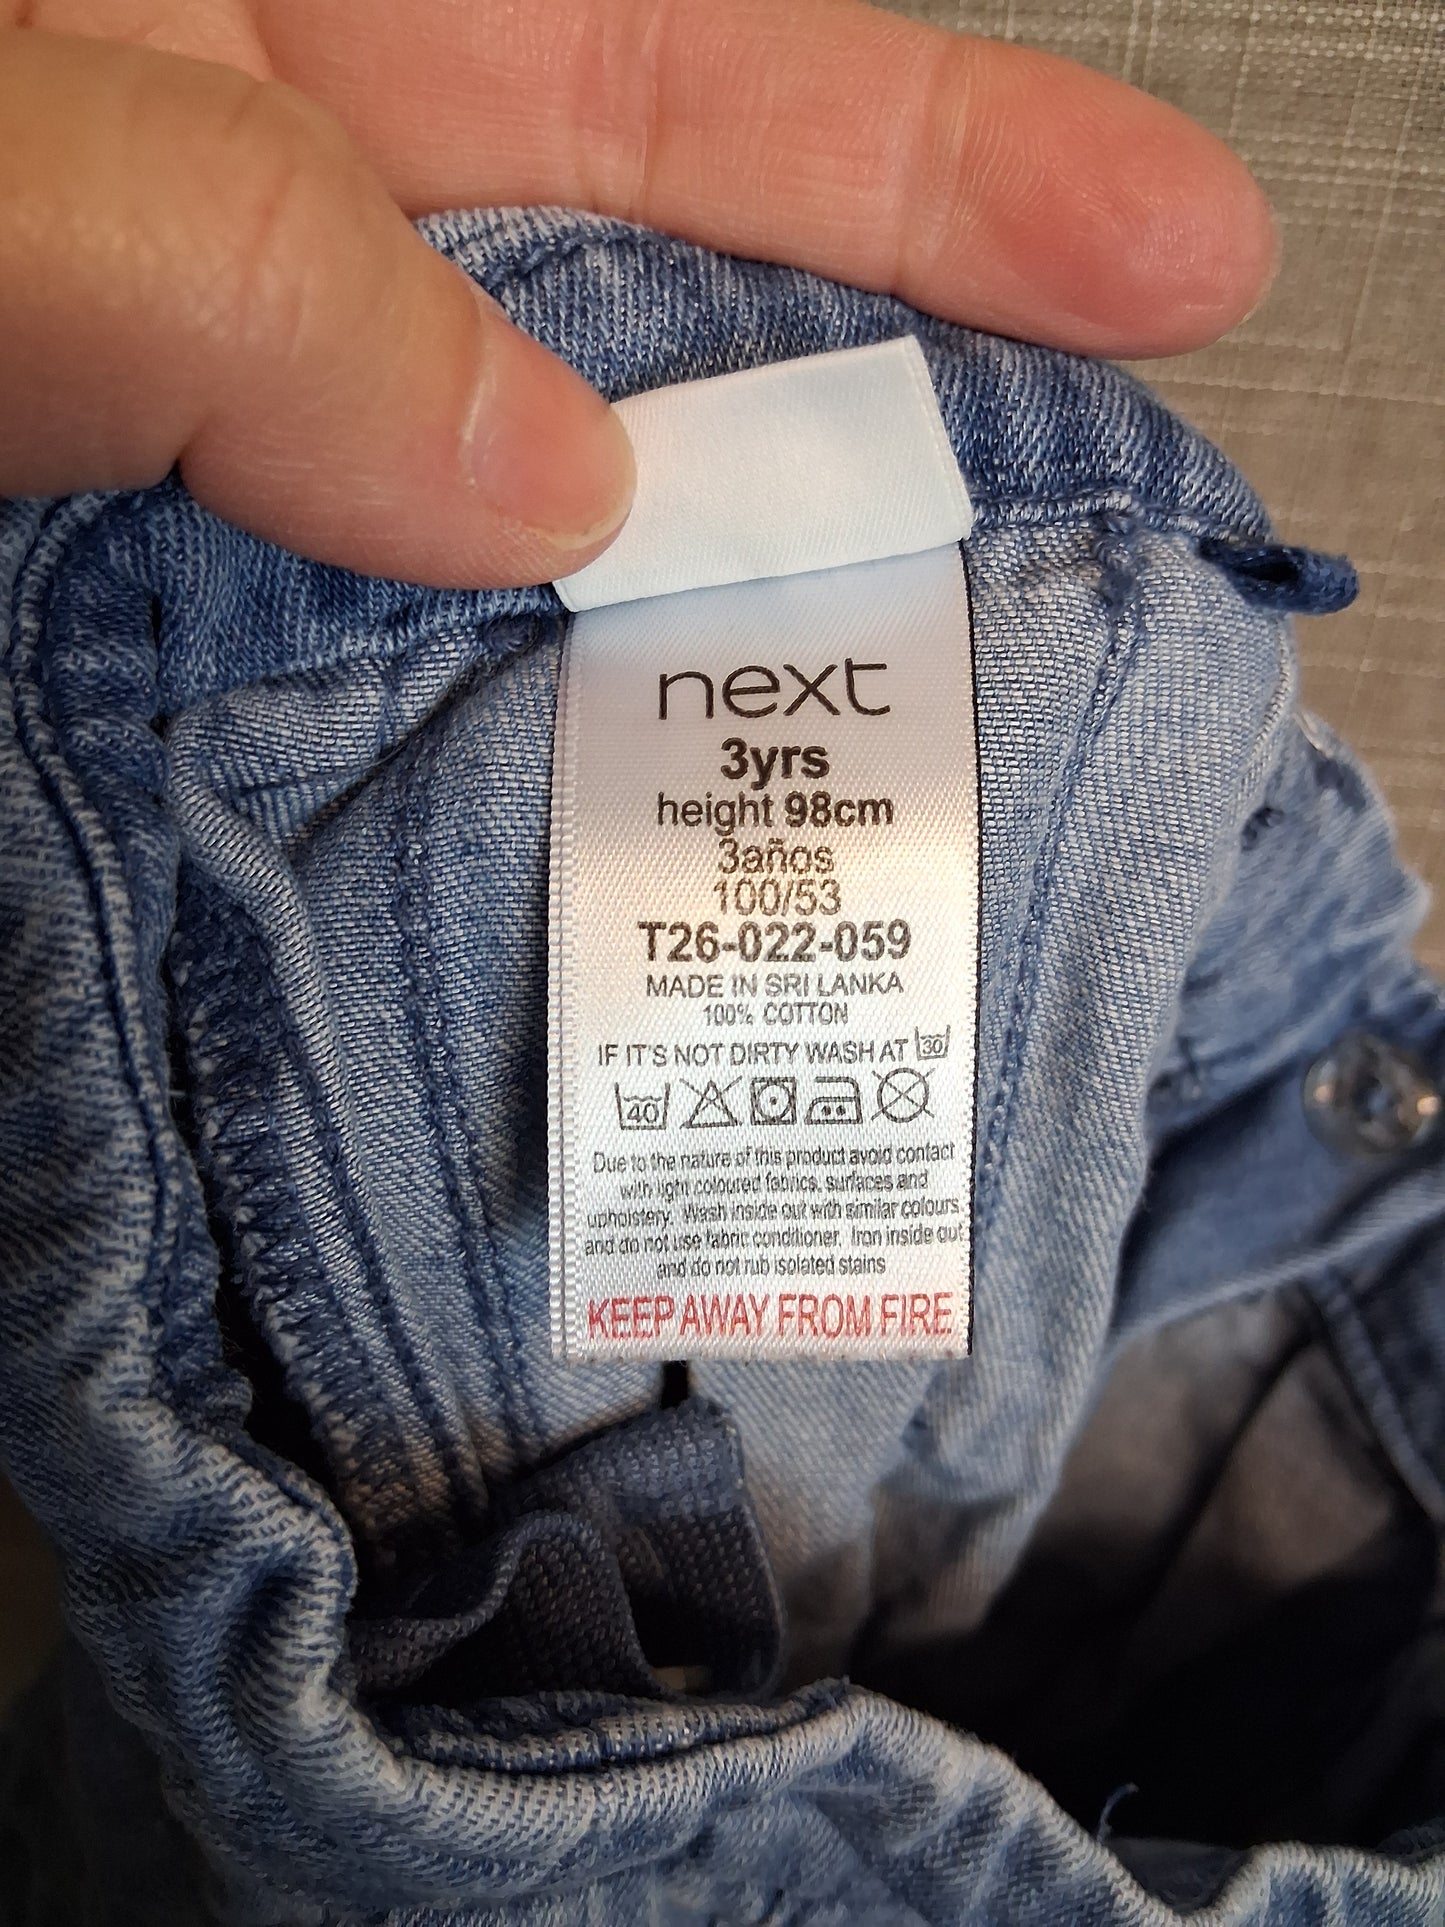 next
3yrs
height 98cm
3años
100/53
T26-022-059
MADE IN SRI LANKA
100% COTTON
IF IT'S NOT DIRTY WASH AT 30
40
Due to the nature of this product avoid contact
with light coloured fabrics, surfaces and
upholstery. Wash inside out with similar colours
and do not use fabric conditioner. Iron inside out
and do not rub isolated stains
KEEP AWAY FROM FIRE